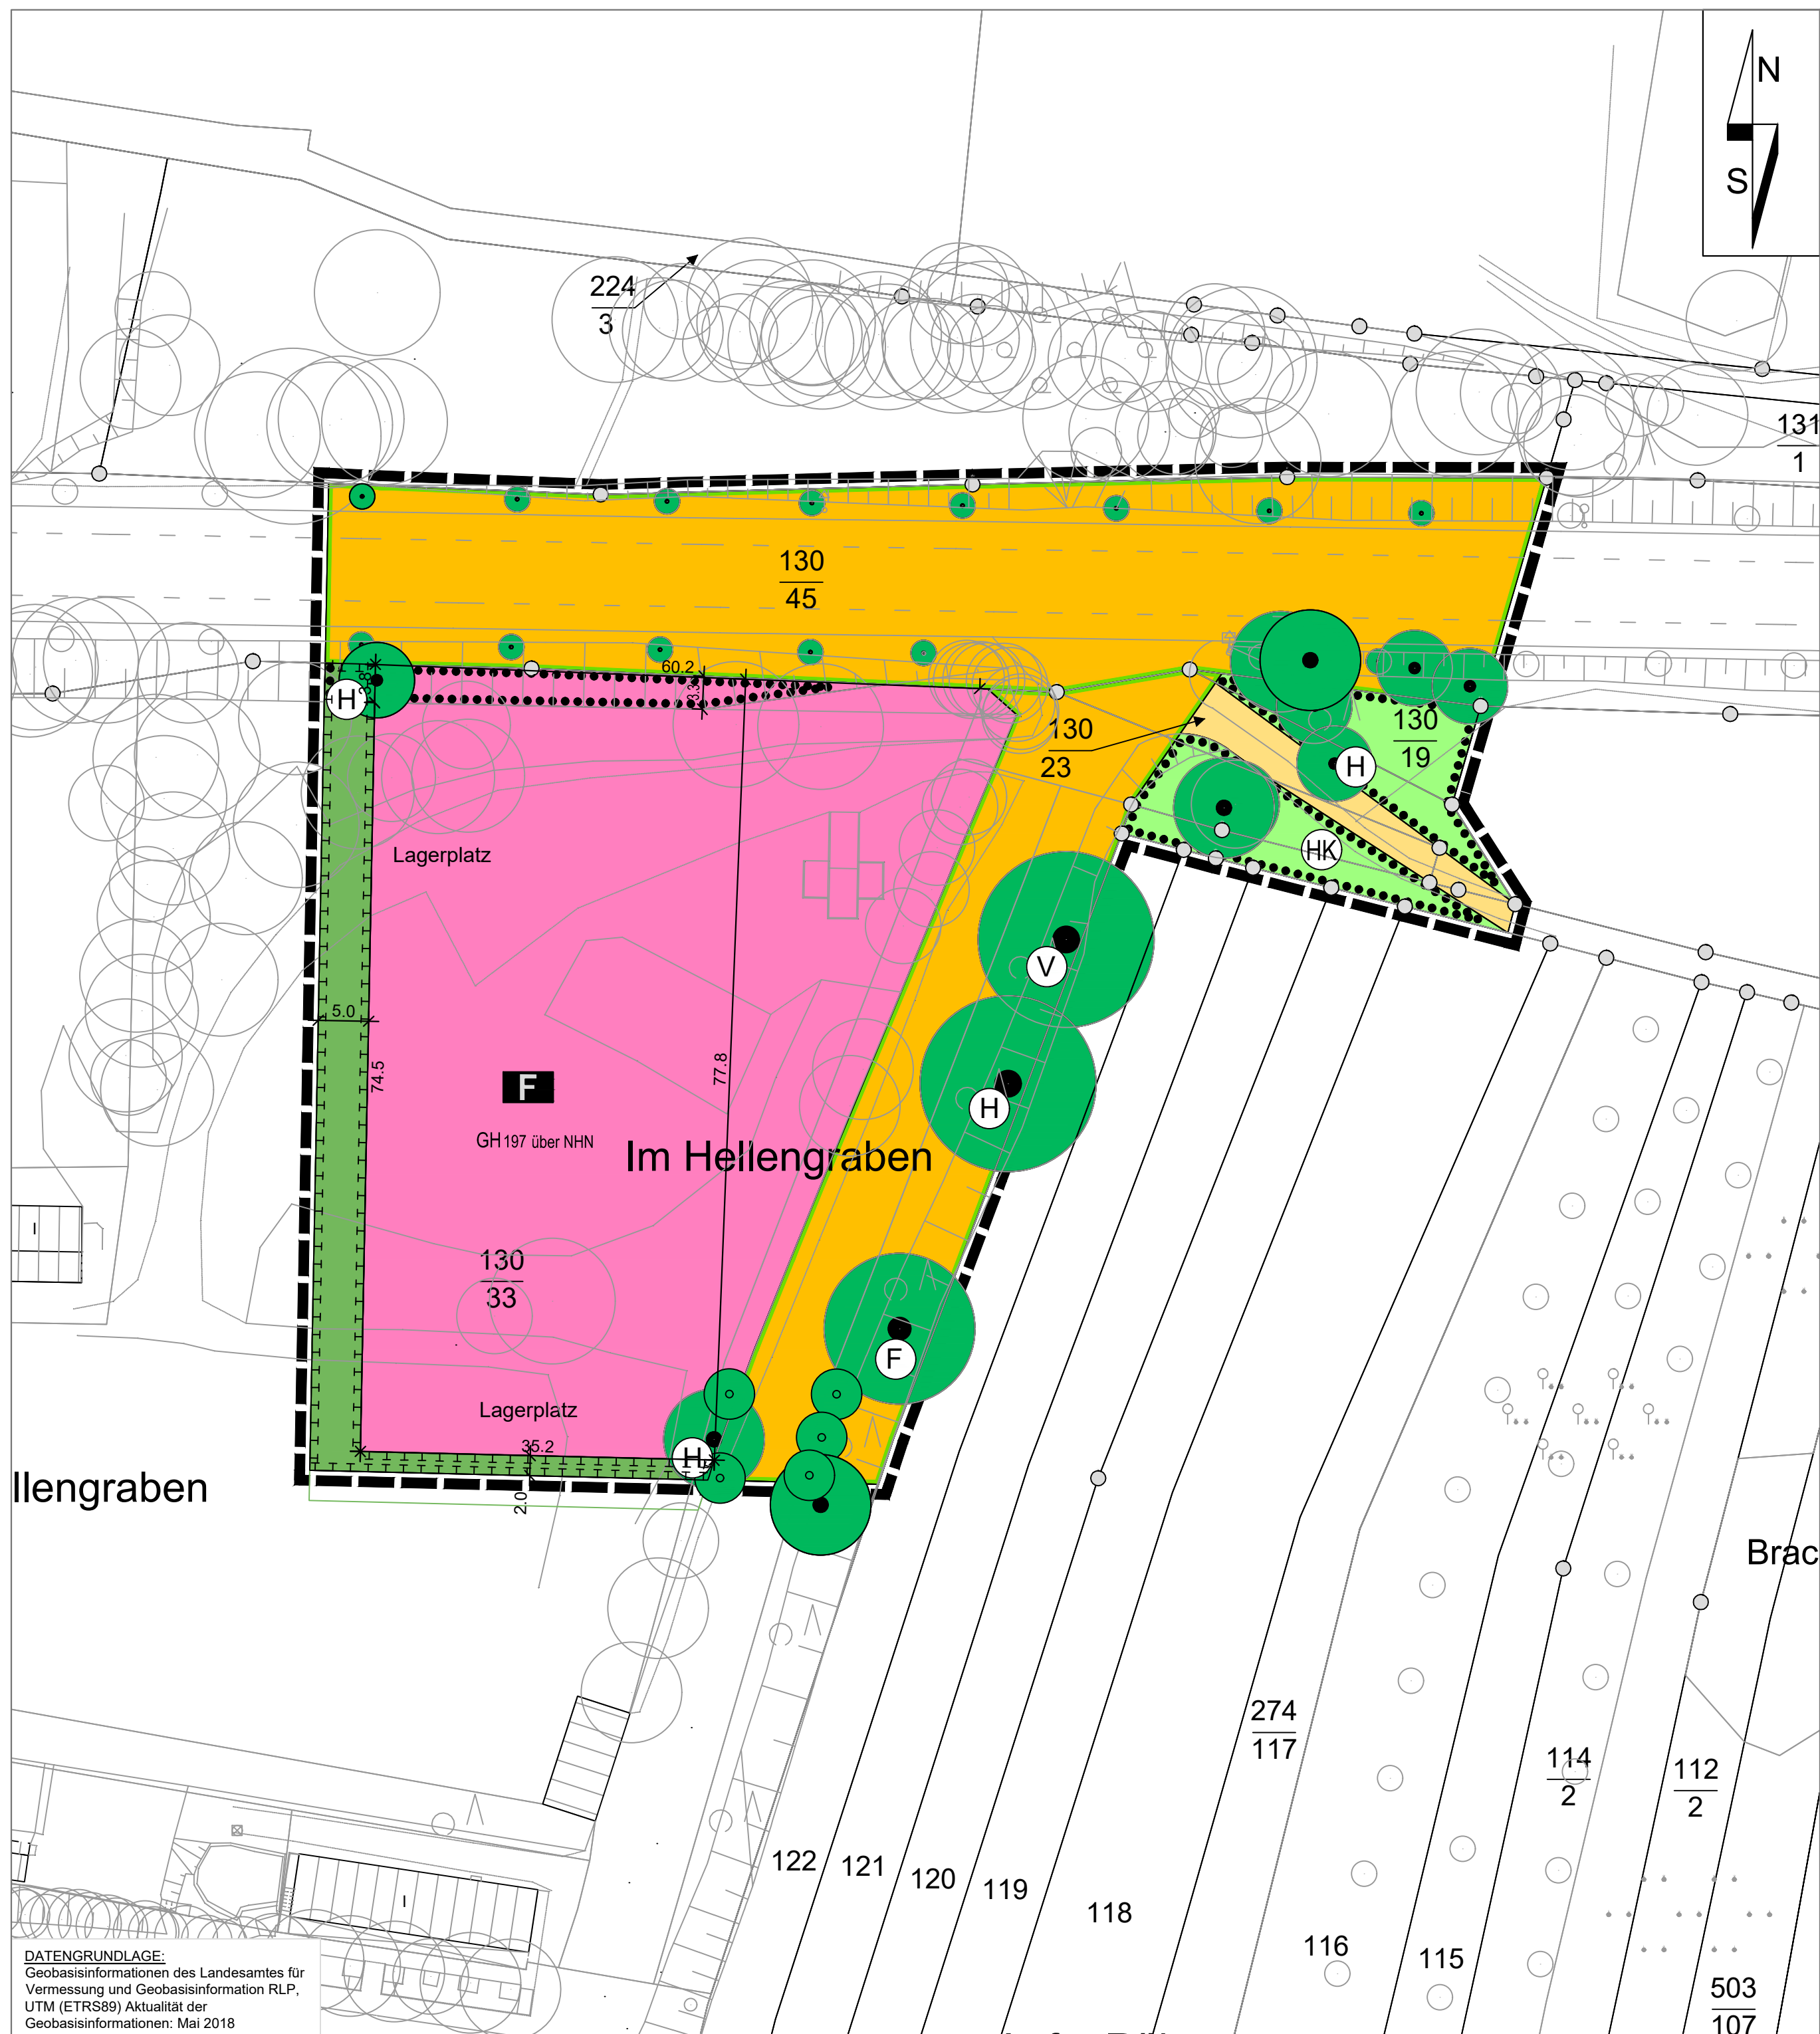 N
S
224
3
131
1
130
45
60.2
3.8
3.3
H
130
23
130
19
H
HK
Lagerplatz
V
5.0
74.5
77.8
F
H
GH 197 über NHN
Im Hellengraben
I
130
33
F
Lagerplatz
35.2
H
2.0
llengraben
Brac
274
117
114
2
112
2
122
121
120
119
118
116
115
I
503
107
DATENGRUNDLAGE:
Geobasisinformationen des Landesamtes für
Vermessung und Geobasisinformation RLP,
UTM (ETRS89) Aktualität der
Geobasisinformationen: Mai 2018